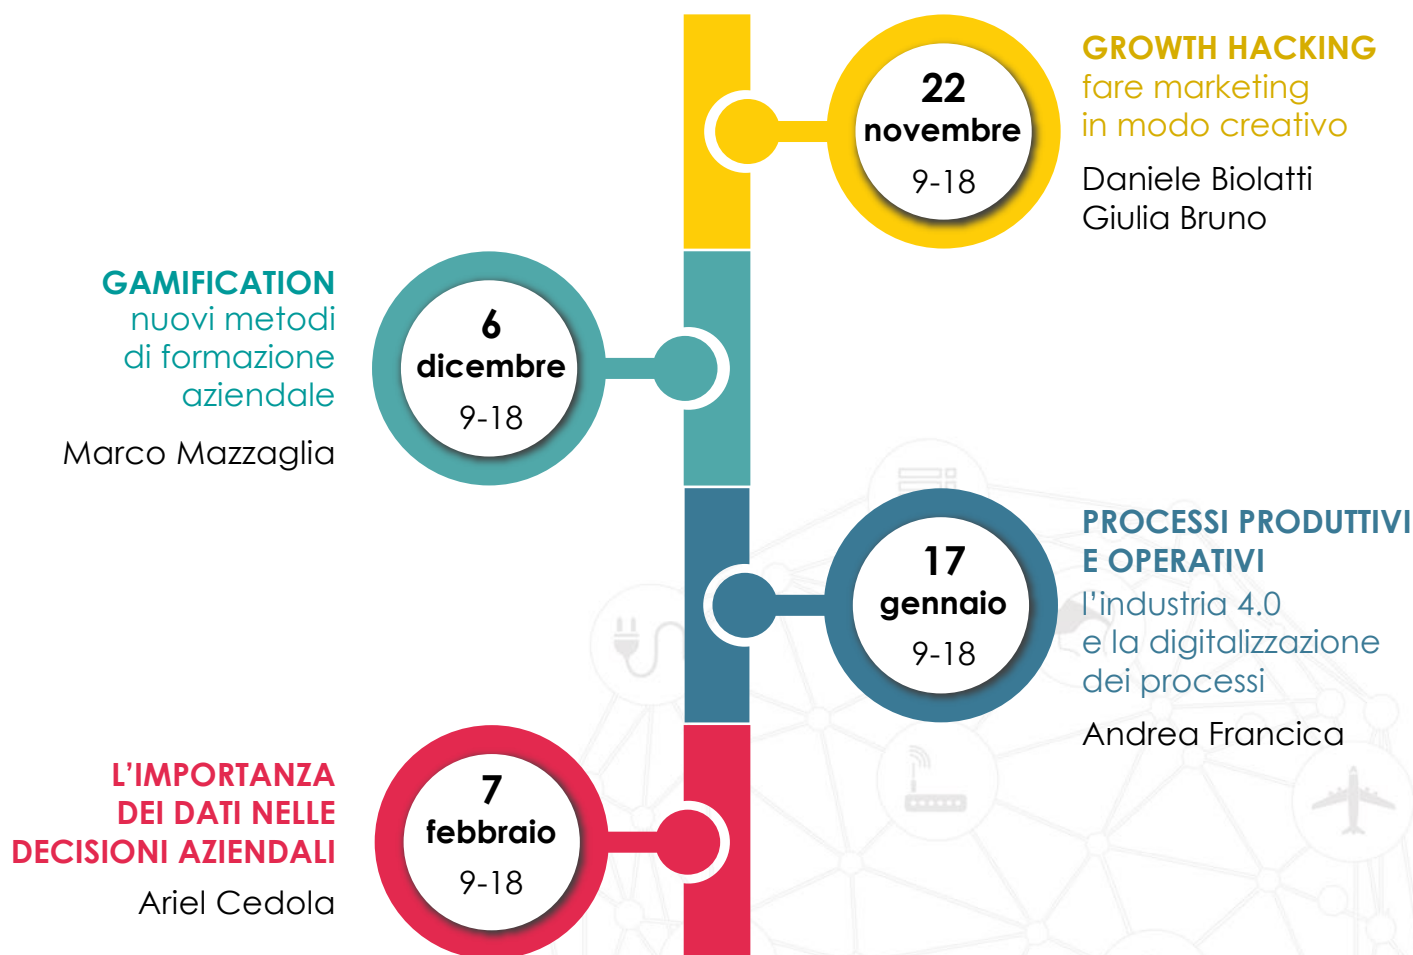 22
novembre
9-18
GROWTH HACKING
fare marketing
in modo creativo
Daniele Biolatti
Giulia Bruno
GAMIFICATION
nuovi metodi
di formazione
aziendale
Marco Mazzaglia
6
dicembre
9-18
17
gennaio
9-18
PROCESSI PRODUTTIVI
E OPERATIVI
l’industria 4.0
e la digitalizzazione
dei processi
Andrea Francica
L’IMPORTANZA
DEI DATI NELLE
DECISIONI AZIENDALI
Ariel Cedola
7
febbraio
9-18